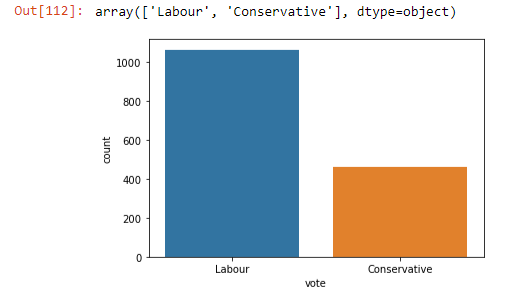 Out[112]: array(['Labour', 'Conservative'], dtype=object)
1000
800
600
400
200
0
count
Labour Conservative
vote